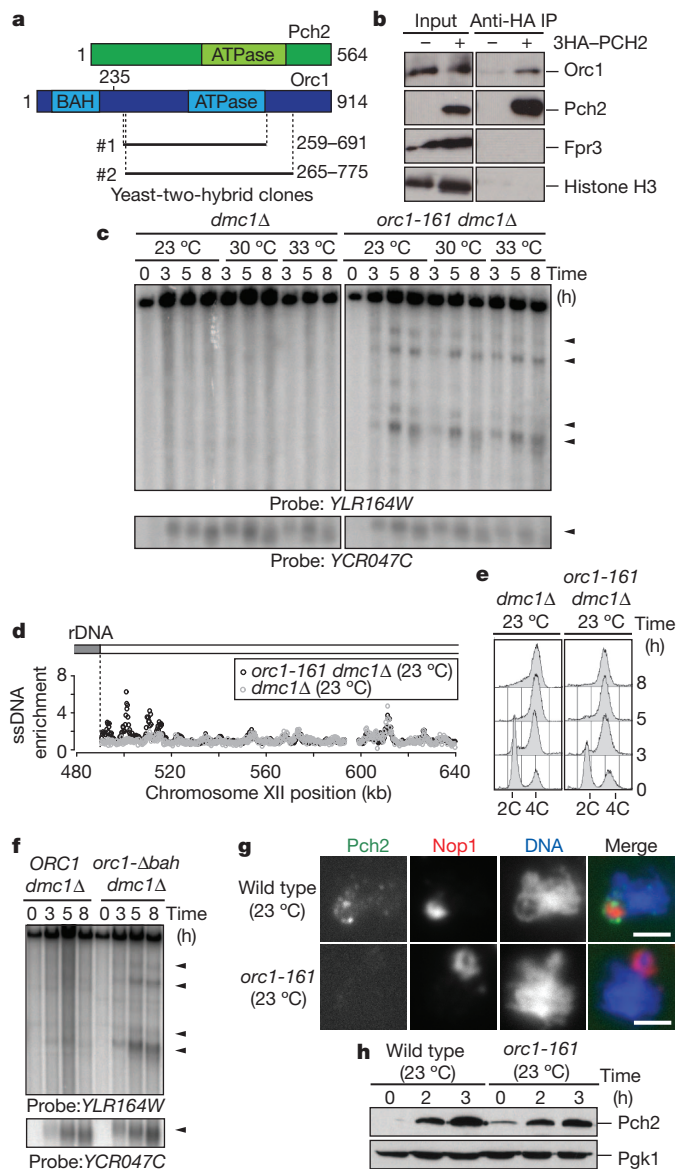 a
Pch2
1 ATPase 564
235 Orc1
1 BAH ATPase 914
#1 259–691
#2 265–775
Yeast-two-hybrid clones
b
Input Anti-HA IP
– + – + 3HA–PCH2
Orc1
Pch2
Fpr3
Histone H3
c
dmc1Δ orc1-161 dmc1Δ
23 °C 30 °C 33 °C 23 °C 30 °C 33 °C
0 3 5 8 3 5 8 3 5 8 0 3 5 8 3 5 8 3 5 8 Time
(h)
Probe: YLR164W
Probe: YCR047C
d
rDNA
8
4
0
ssDNA
enrichment
orc1-161 dmc1Δ (23 °C)
dmc1Δ (23 °C)
480 520 560 600 640
Chromosome XII position (kb)
e
orc1-161
dmc1Δ dmc1Δ
23 °C 23 °C Time
(h)
8
5
3
0
2C 4C 2C 4C
f
ORC1 orc1-Δbah
dmc1Δ dmc1Δ
0 3 5 8 0 3 5 8 Time
(h)
Probe:YLR164W
Probe:YCR047C
g
Pch2 Nop1 DNA Merge
Wild type
(23 °C)
orc1-161
(23 °C)
h
Wild type orc1-161
(23 °C) (23 °C) Time
0 2 3 0 2 3 (h)
Pch2
Pgk1